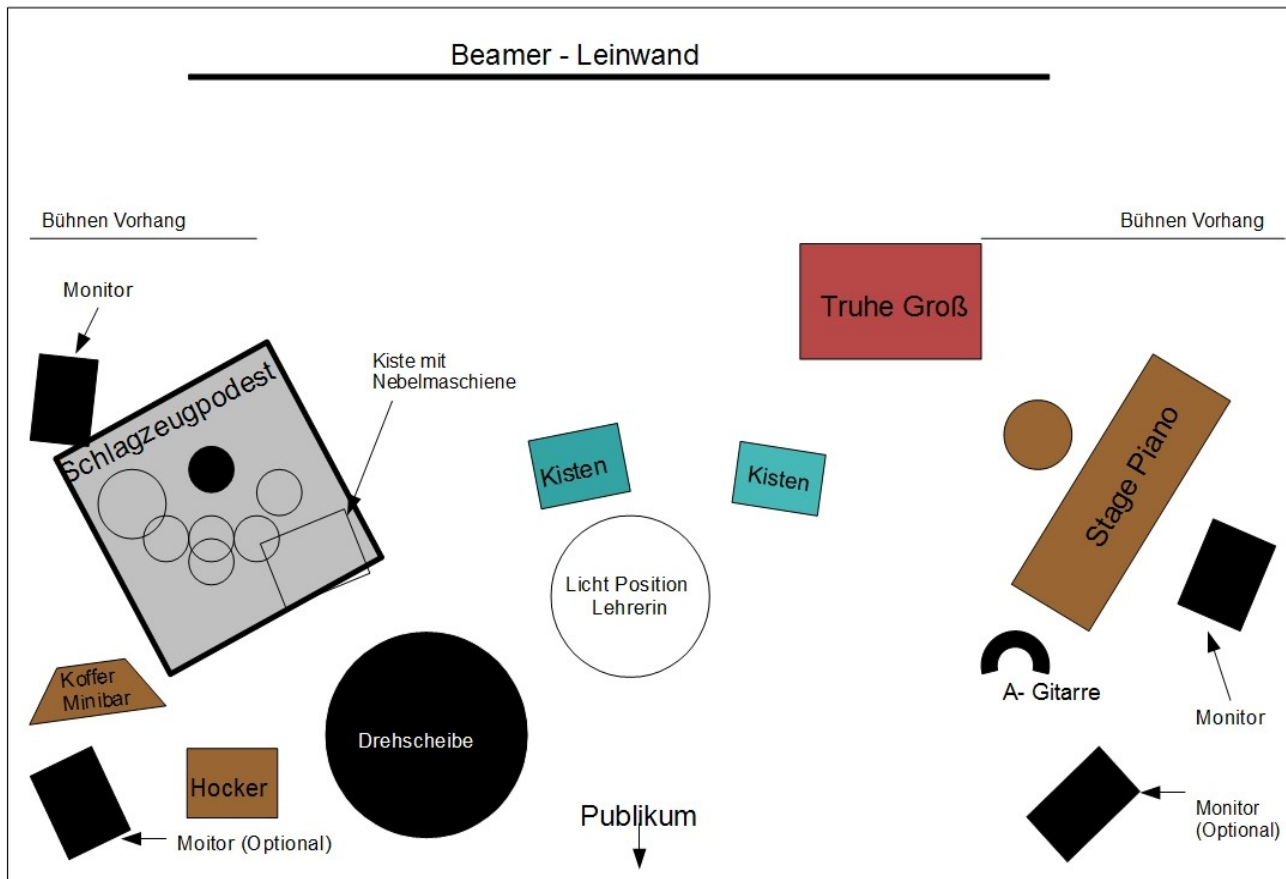 Beamer - Leinwand
Bühnen Vorhang
Bühnen Vorhang
Monitor
Truhe Groß
Kiste mit
Nebelmaschiene
Schlagzeugpodest
Kisten
Kisten
Stage Piano
Licht Position
Lehrerin
Koffer
Minibar
A- Gitarre
Monitor
Drehscheibe
Hocker
Publikum
Moitor (Optional)
Monitor
(Optional)